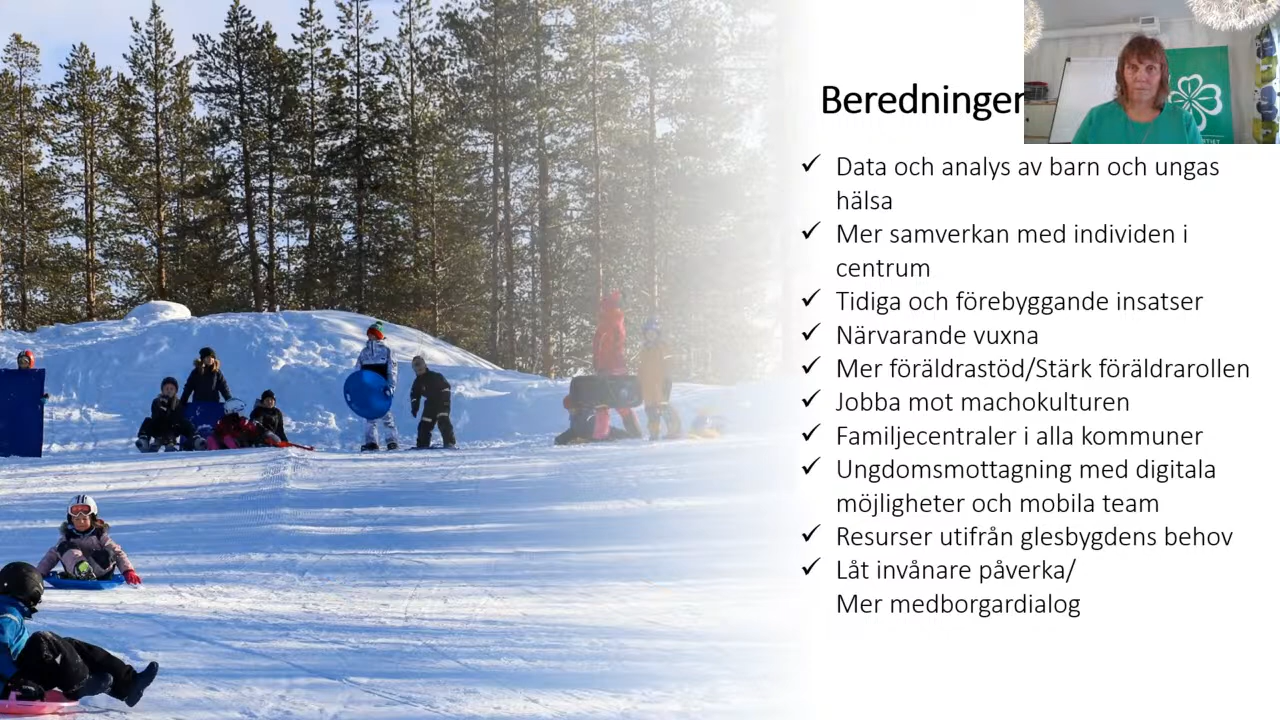 Beredningen
Data och analys av barn och ungas
hälsa
Mer samverkan med individen i
centrum
Tidiga och förebyggande insatser
Närvarande vuxna
Mer föräldrastöd/Stärk föräldrarollen
Jobba mot machokulturen
Familjecentraler i alla kommuner
Ungdomsmottagning med digitala
möjligheter och mobila team
Resurser utifrån glesbygdens behov
Låt invånare påverka/
Mer medborgardialog